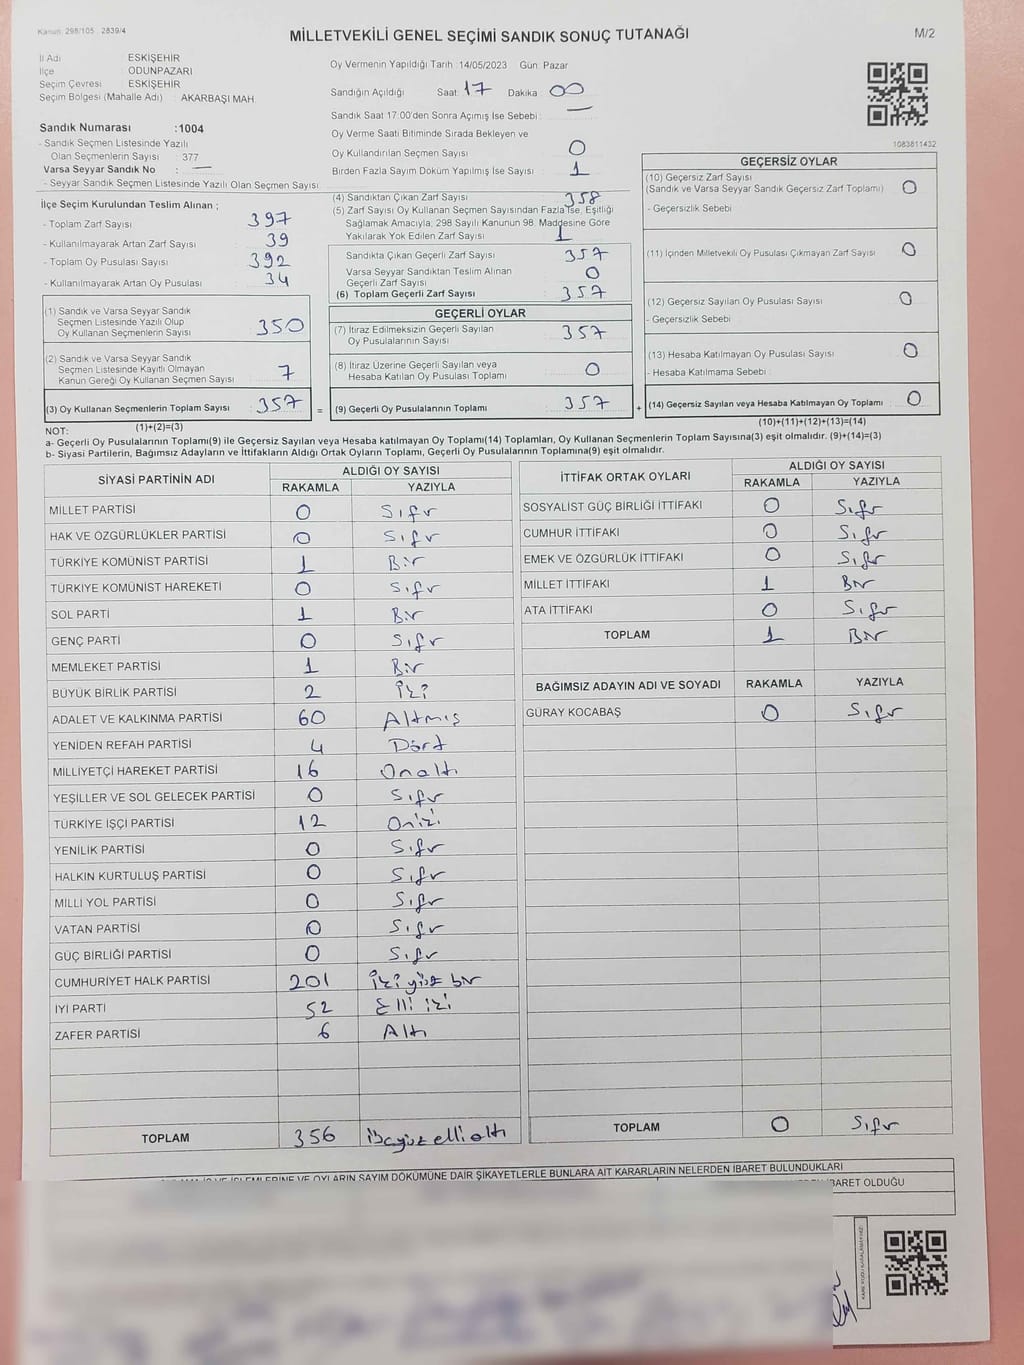 Kanun: 298/105 2839/4
MİLLETVEKİLİ GENEL SEÇİMİ SANDIK SONUÇ TUTANAĞI
M/2
İl Adı ESKİŞEHİR
İlçe ODUNPAZARI
Seçim Çevresi ESKİŞEHİR
Seçim Bölgesi (Mahalle Adı) : AKARBAŞI MAH
Oy Vermenin Yapıldığı Tarih :14/05/2023 Gün: Pazar
Sandığın Açıldığı Saat: 17 Dakika : 00
Sandık Saat 17:00'den Sonra Açımış İse Sebebi : —
Oy Verme Saati Bitiminde Sırada Bekleyen ve
Oy Kullandırılan Seçmen Sayısı 0
Birden Fazla Sayım Döküm Yapılmış İse Sayısı : 1
1083811432
Sandık Numarası :1004
- Sandık Seçmen Listesinde Yazılı
Olan Seçmenlerin Sayısı : 377
Varsa Seyyar Sandık No : —
- Seyyar Sandık Seçmen Listesinde Yazılı Olan Seçmen Sayısı
İlçe Seçim Kurulundan Teslim Alınan ;
- Toplam Zarf Sayısı 397
- Kullanılmayarak Artan Zarf Sayısı 39
- Toplam Oy Pusulası Sayısı 392
- Kullanılmayarak Artan Oy Pusulası 34
(4) Sandıktan Çıkan Zarf Sayısı 358
(5) Zarf Sayısı Oy Kullanan Seçmen Sayısından Fazla İse, Eşitliği
Sağlamak Amacıyla; 298 Sayılı Kanunun 98. Maddesine Göre
Yakılarak Yok Edilen Zarf Sayısı 1
Sandıkta Çıkan Geçerli Zarf Sayısı : 357
Varsa Seyyar Sandıktan Teslim Alınan
Geçerli Zarf Sayısı : 0
(6) Toplam Geçerli Zarf Sayısı : 357
GEÇERSİZ OYLAR
(10) Geçersiz Zarf Sayısı
(Sandık ve Varsa Seyyar Sandık Geçersiz Zarf Toplamı) : 0
- Geçersizlik Sebebi
(11) İçinden Milletvekili Oy Pusulası Çıkmayan Zarf Sayısı 0
(12) Geçersiz Sayılan Oy Pusulası Sayısı 0
- Geçersizlik Sebebi
(13) Hesaba Katılmayan Oy Pusulası Sayısı 0
- Hesaba Katılmama Sebebi :
(14) Geçersiz Sayılan veya Hesaba Katılmayan Oy Toplamı : 0
(10)+(11)+(12)+(13)=(14)
(1) Sandık ve Varsa Seyyar Sandık
Seçmen Listesinde Yazılı Olup
Oy Kullanan Seçmenlerin Sayısı 350
(2) Sandık ve Varsa Seyyar Sandık
Seçmen Listesinde Kayıtlı Olmayan
Kanun Gereği Oy Kullanan Seçmen Sayısı 7
(3) Oy Kullanan Seçmenlerin Toplam Sayısı : 357 =
(1)+(2)=(3)
GEÇERLİ OYLAR
(7) İtiraz Edilmeksizin Geçerli Sayılan
Oy Pusulalarının Sayısı : 357
(8) İtiraz Üzerine Geçerli Sayılan veya
Hesaba Katılan Oy Pusulası Toplamı : 0
(9) Geçerli Oy Pusulalarının Toplamı : 357 +
NOT:
a- Geçerli Oy Pusulalarının Toplamı(9) ile Geçersiz Sayılan veya Hesaba katılmayan Oy Toplamı(14) Toplamları, Oy Kullanan Seçmenlerin Toplam Sayısına(3) eşit olmalıdır. (9)+(14)=(3)
b- Siyasi Partilerin, Bağımsız Adayların ve İttifakların Aldığı Ortak Oyların Toplamı, Geçerli Oy Pusulalarının Toplamına(9) eşit olmalıdır.
SİYASİ PARTİNİN ADI
ALDIĞI OY SAYISI
RAKAMLA YAZIYLA
MİLLET PARTİSİ 0 Sıfır
HAK VE ÖZGÜRLÜKLER PARTİSİ 0 Sıfır
TÜRKİYE KOMÜNİST PARTİSİ 1 Bir
TÜRKİYE KOMÜNİST HAREKETİ 0 Sıfır
SOL PARTİ 1 Bir
GENÇ PARTİ 0 Sıfır
MEMLEKET PARTİSİ 1 Bir
BÜYÜK BİRLİK PARTİSİ 2 İki
ADALET VE KALKINMA PARTİSİ 60 Altmış
YENİDEN REFAH PARTİSİ 4 Dört
MİLLİYETÇİ HAREKET PARTİSİ 16 Onaltı
YEŞİLLER VE SOL GELECEK PARTİSİ 0 Sıfır
TÜRKİYE İŞÇİ PARTİSİ 12 Oniki
YENİLİK PARTİSİ 0 Sıfır
HALKIN KURTULUŞ PARTİSİ 0 Sıfır
MİLLİ YOL PARTİSİ 0 Sıfır
VATAN PARTİSİ 0 Sıfır
GÜÇ BİRLİĞİ PARTİSİ 0 Sıfır
CUMHURİYET HALK PARTİSİ 201 İkiyüz bir
İYİ PARTİ 52 Elli iki
ZAFER PARTİSİ 6 Altı
TOPLAM 356 üçyüz elli altı
İTTİFAK ORTAK OYLARI
ALDIĞI OY SAYISI
RAKAMLA YAZIYLA
SOSYALİST GÜÇ BİRLİĞİ İTTİFAKI 0 Sıfır
CUMHUR İTTİFAKI 0 Sıfır
EMEK VE ÖZGÜRLÜK İTTİFAKI 0 Sıfır
MİLLET İTTİFAKI 1 Bir
ATA İTTİFAKI 0 Sıfır
TOPLAM 1 Bir
BAĞIMSIZ ADAYIN ADI VE SOYADI RAKAMLA YAZIYLA
GÜRAY KOCABAŞ 0 Sıfır
TOPLAM 0 Sıfır
VE OYLARIN SAYIM DÖKÜMÜNE DAİR ŞİKAYETLERLE BUNLARA AİT KARARLARIN NELERDEN İBARET BULUNDUKLARI
İBARET OLDUĞU